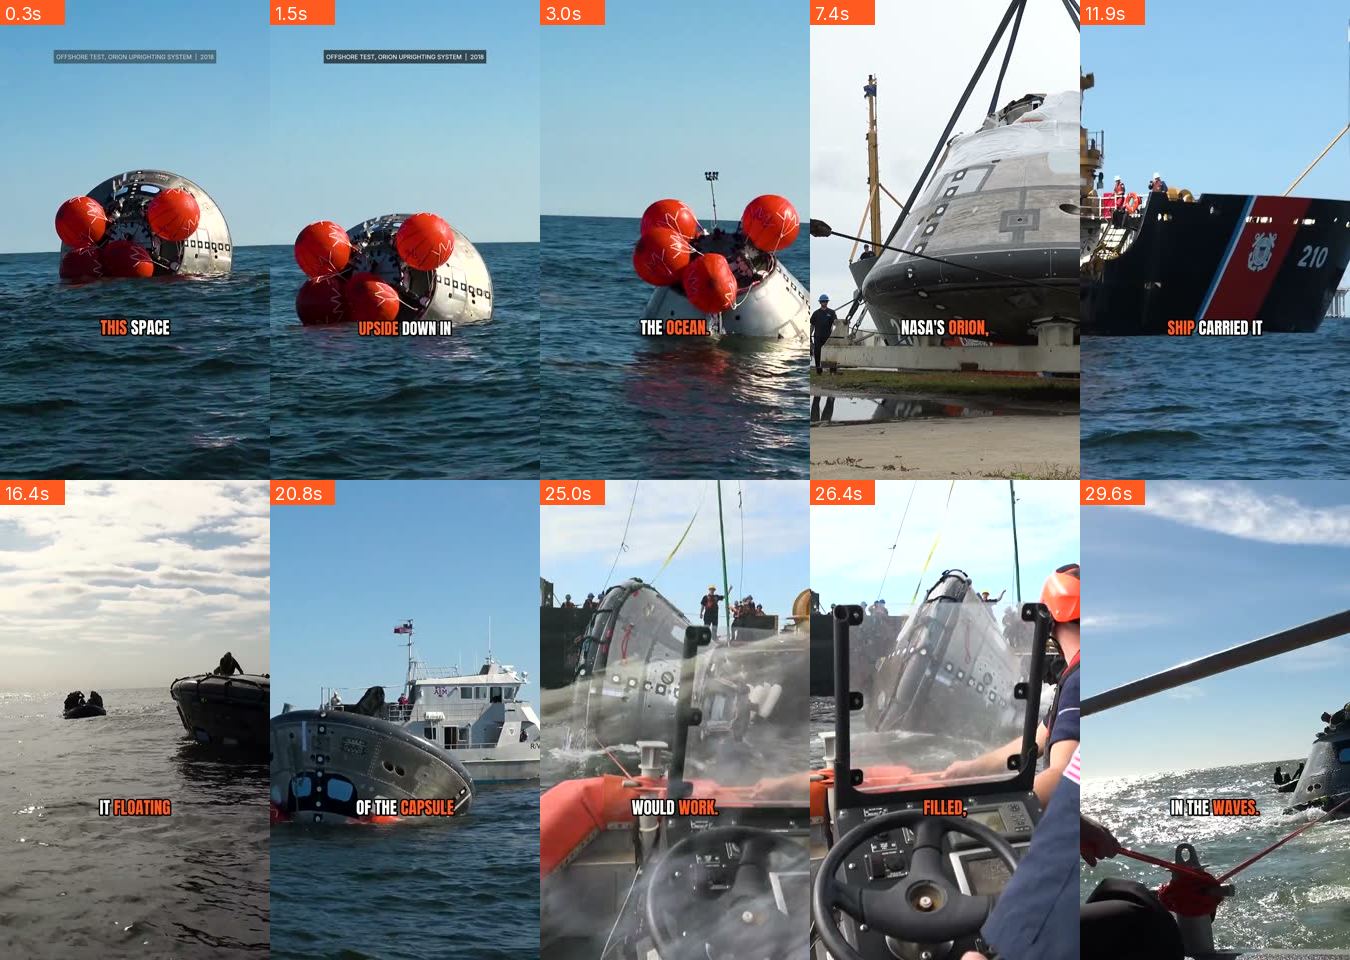 0.3s
OFFSHORE TEST, ORION UPRIGHTING SYSTEM | 2018
THIS SPACE
1.5s
OFFSHORE TEST, ORION UPRIGHTING SYSTEM | 2018
UPSIDE DOWN IN
3.0s
THE OCEAN.
7.4s
NASA'S ORION,
11.9s
210
SHIP CARRIED IT
16.4s
IT FLOATING
20.8s
OF THE CAPSULE
25.0s
WOULD WORK.
26.4s
FILLED,
29.6s
IN THE WAVES.